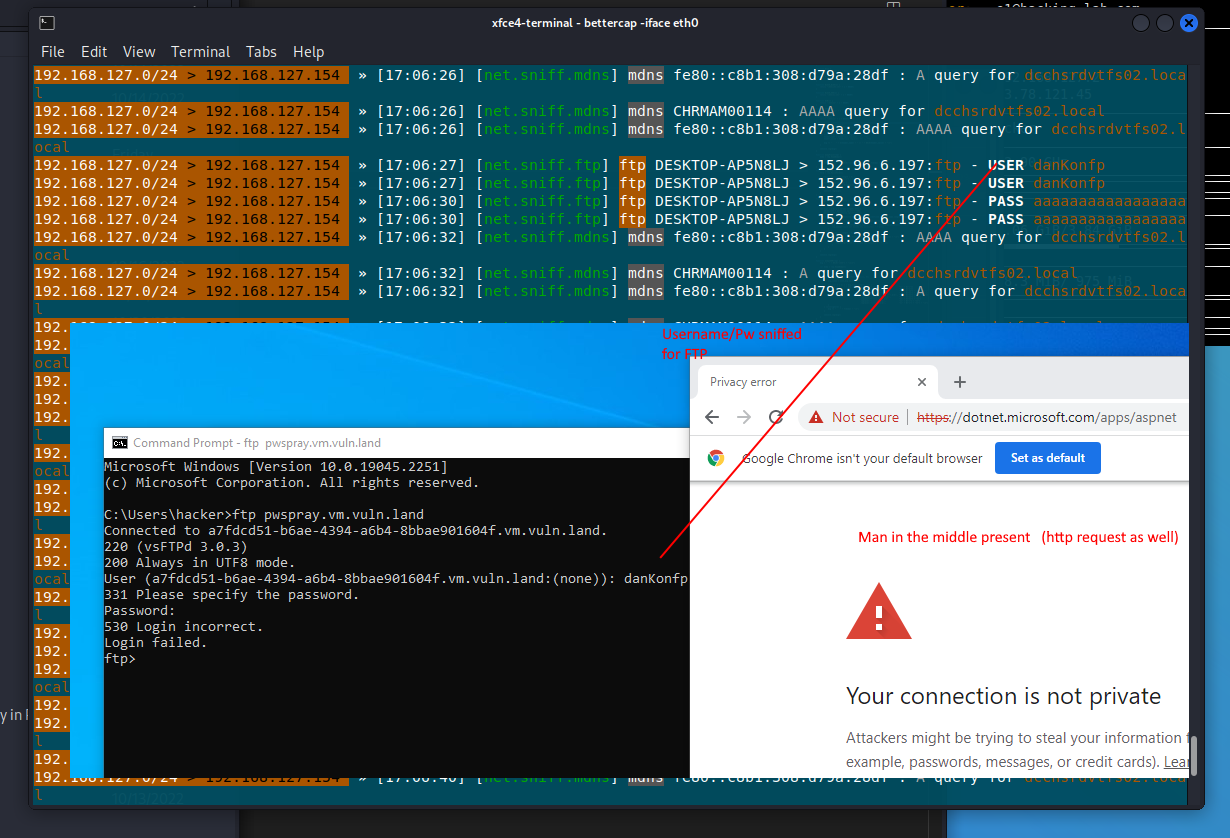 xfce4-terminal - bettercap -iface eth0
File Edit View Terminal Tabs Help
192.168.127.0/24 > 192.168.127.154 » [17:06:26] [net.sniff.mdns] mdns fe80::c8b1:308:d79a:28df : A query for dcchsrdvtfs02.loca
l
192.168.127.0/24 > 192.168.127.154 » [17:06:26] [net.sniff.mdns] mdns CHRMAM00114 : AAAA query for dcchsrdvtfs02.local
192.168.127.0/24 > 192.168.127.154 » [17:06:26] [net.sniff.mdns] mdns fe80::c8b1:308:d79a:28df : AAAA query for dcchsrdvtfs02.l
ocal
192.168.127.0/24 > 192.168.127.154 » [17:06:27] [net.sniff.ftp] ftp DESKTOP-AP5N8LJ > 152.96.6.197:ftp - USER danKonfp
192.168.127.0/24 > 192.168.127.154 » [17:06:27] [net.sniff.ftp] ftp DESKTOP-AP5N8LJ > 152.96.6.197:ftp - USER danKonfp
192.168.127.0/24 > 192.168.127.154 » [17:06:30] [net.sniff.ftp] ftp DESKTOP-AP5N8LJ > 152.96.6.197:ftp - PASS aaaaaaaaaaaaaaaaa
192.168.127.0/24 > 192.168.127.154 » [17:06:30] [net.sniff.ftp] ftp DESKTOP-AP5N8LJ > 152.96.6.197:ftp - PASS aaaaaaaaaaaaaaaaa
192.168.127.0/24 > 192.168.127.154 » [17:06:32] [net.sniff.mdns] mdns fe80::c8b1:308:d79a:28df : AAAA query for dcchsrdvtfs02.l
ocal
192.168.127.0/24 > 192.168.127.154 » [17:06:32] [net.sniff.mdns] mdns CHRMAM00114 : A query for dcchsrdvtfs02.local
192.168.127.0/24 > 192.168.127.154 » [17:06:32] [net.sniff.mdns] mdns fe80::c8b1:308:d79a:28df : A query for dcchsrdvtfs02.loca
l
Username/Pw sniffed
for FTP
Privacy error
Not secure | https://dotnet.microsoft.com/apps/aspnet
Google Chrome isn't your default browser Set as default
Man in the middle present (http request as well)
Your connection is not private
Attackers might be trying to steal your information f
example, passwords, messages, or credit cards). Lear
Command Prompt - ftp pwspray.vm.vuln.land
Microsoft Windows [Version 10.0.19045.2251]
(c) Microsoft Corporation. All rights reserved.
C:\Users\hacker>ftp pwspray.vm.vuln.land
Connected to a7fdcd51-b6ae-4394-a6b4-8bbae901604f.vm.vuln.land.
220 (vsFTPd 3.0.3)
200 Always in UTF8 mode.
User (a7fdcd51-b6ae-4394-a6b4-8bbae901604f.vm.vuln.land:(none)): danKonfp
331 Please specify the password.
Password:
530 Login incorrect.
Login failed.
ftp>
192.168.127.0/24 > 192.168.127.154 » [17:06:40] [net.sniff.mdns] mdns fe80::c8b1:308:d79a:28df : A query for dcchsrdvtfs02.loca
l